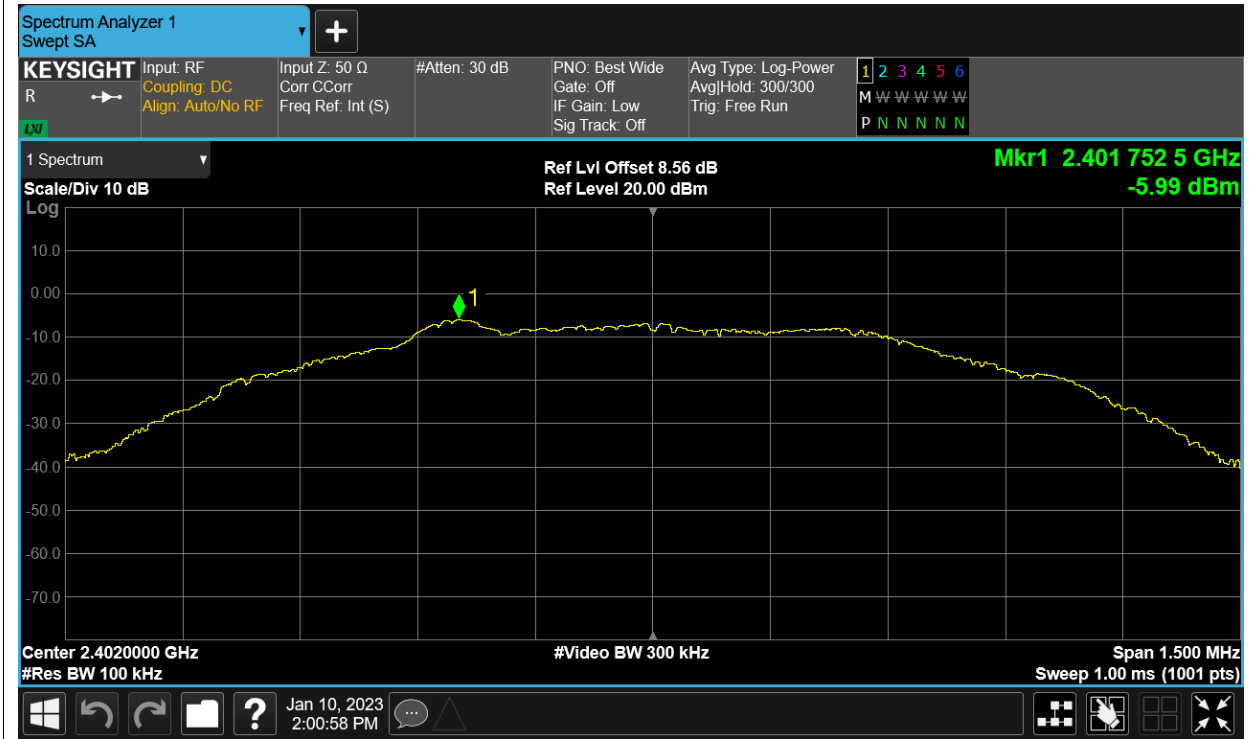 Spectrum Analyzer 1
Swept SA
KEYSIGHT
R
LXI
Input: RF
Coupling: DC
Align: Auto/No RF
Input Z: 50 Ω
Corr CCorr
Freq Ref: Int (S)
#Atten: 30 dB
PNO: Best Wide
Gate: Off
IF Gain: Low
Sig Track: Off
Avg Type: Log-Power
Avg|Hold: 300/300
Trig: Free Run
1 2 3 4 5 6
M W W W W W
P N N N N N
1 Spectrum
Scale/Div 10 dB
Log
Ref Lvl Offset 8.56 dB
Ref Level 20.00 dBm
Mkr1 2.401 752 5 GHz
-5.99 dBm
10.0
0.00
-10.0
-20.0
-30.0
-40.0
-50.0
-60.0
-70.0
1
Center 2.4020000 GHz
#Res BW 100 kHz
#Video BW 300 kHz
Span 1.500 MHz
Sweep 1.00 ms (1001 pts)
?
Jan 10, 2023
2:00:58 PM